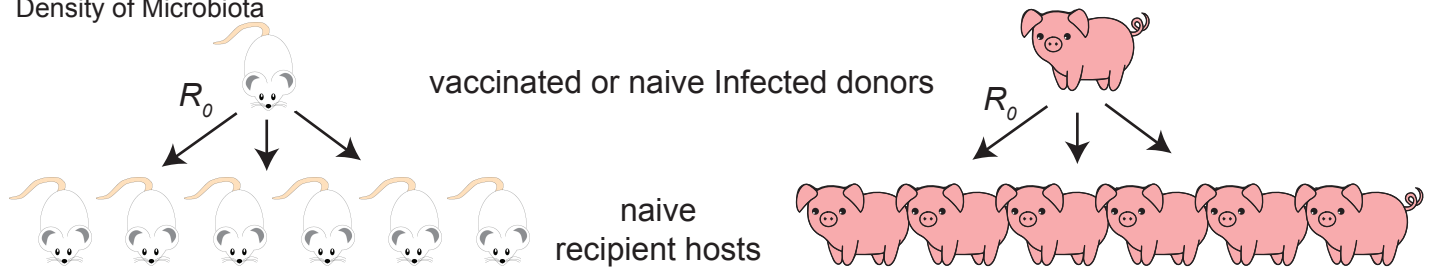 Density of Microbiota
vaccinated or naive Infected donors
R0
R0
naive
recipient hosts